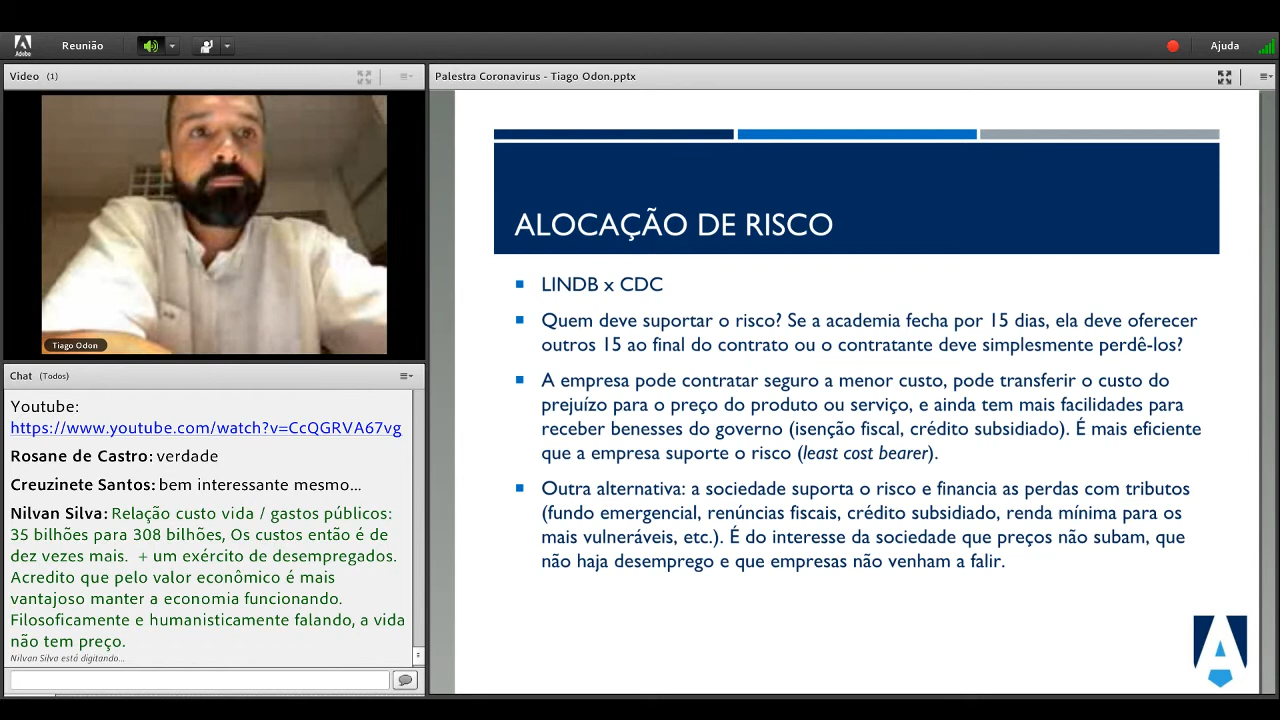 Adobe
Reunião
Ajuda
Video (1)
Tiago Odon
Chat (Todos)
Youtube:
https://www.youtube.com/watch?v=CcQGRVA67vg
Rosane de Castro: verdade
Creuzinete Santos: bem interessante mesmo...
Nilvan Silva: Relação custo vida / gastos públicos:
35 bilhões para 308 bilhões, Os custos então é de
dez vezes mais. + um exército de desempregados.
Acredito que pelo valor econômico é mais
vantajoso manter a economia funcionando.
Filosoficamente e humanisticamente falando, a vida
não tem preço.
Nilvan Silva está digitando...
Palestra Coronavirus - Tiago Odon.pptx
ALOCAÇÃO DE RISCO
LINDB x CDC
Quem deve suportar o risco? Se a academia fecha por 15 dias, ela deve oferecer
outros 15 ao final do contrato ou o contratante deve simplesmente perdê-los?
A empresa pode contratar seguro a menor custo, pode transferir o custo do
prejuízo para o preço do produto ou serviço, e ainda tem mais facilidades para
receber benesses do governo (isenção fiscal, crédito subsidiado). É mais eficiente
que a empresa suporte o risco (least cost bearer).
Outra alternativa: a sociedade suporta o risco e financia as perdas com tributos
(fundo emergencial, renúncias fiscais, crédito subsidiado, renda mínima para os
mais vulneráveis, etc.). É do interesse da sociedade que preços não subam, que
não haja desemprego e que empresas não venham a falir.